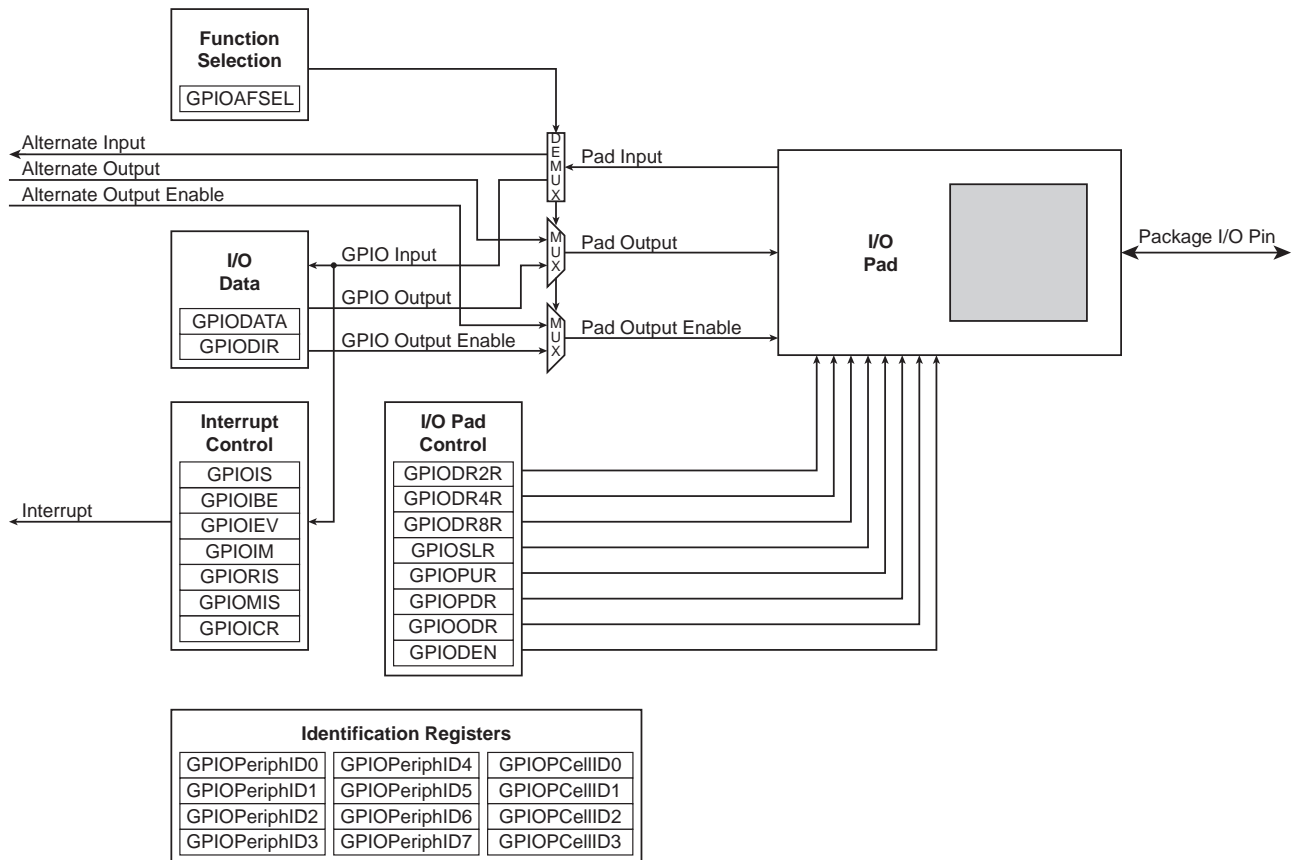 Function
Selection
GPIOAFSEL
Alternate Input
Alternate Output
Alternate Output Enable
DEMUX
Pad Input
MUX
Pad Output
MUX
Pad Output Enable
I/O
Data
GPIODATA
GPIODIR
GPIO Input
GPIO Output
GPIO Output Enable
I/O
Pad
Package I/O Pin
Interrupt
Control
GPIOIS
GPIOIBE
GPIOIEV
GPIOIM
GPIORIS
GPIOMIS
GPIOICR
Interrupt
I/O Pad
Control
GPIODR2R
GPIODR4R
GPIODR8R
GPIOSLR
GPIOPUR
GPIOPDR
GPIOODR
GPIODEN
Identification Registers
GPIOPeriphID0 GPIOPeriphID4 GPIOPCellID0
GPIOPeriphID1 GPIOPeriphID5 GPIOPCellID1
GPIOPeriphID2 GPIOPeriphID6 GPIOPCellID2
GPIOPeriphID3 GPIOPeriphID7 GPIOPCellID3